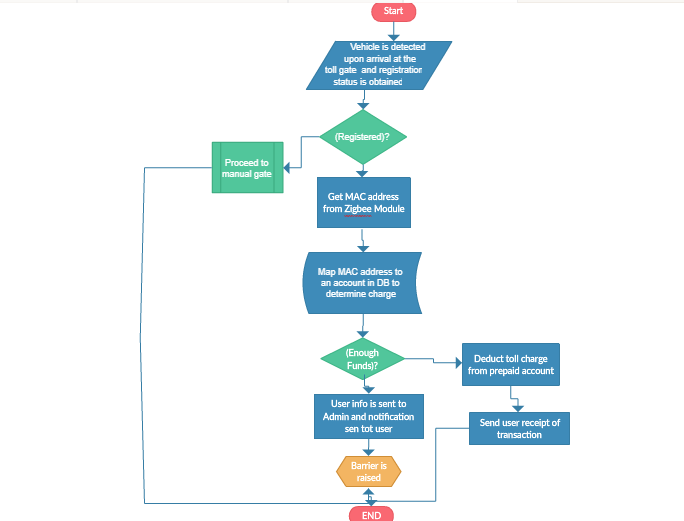 Start
Vehicle is detected
upon arrival at the
toll gate and registration
status is obtained
(Registered)?
Proceed to
manual gate
Get MAC address
from Zigbee Module
Map MAC address to
an account in DB to
determine charge
(Enough
Funds)?
Deduct toll charge
from prepaid account
User info is sent to
Admin and notification
sen tot user
Send user receipt of
transaction
Barrier is
raised
END